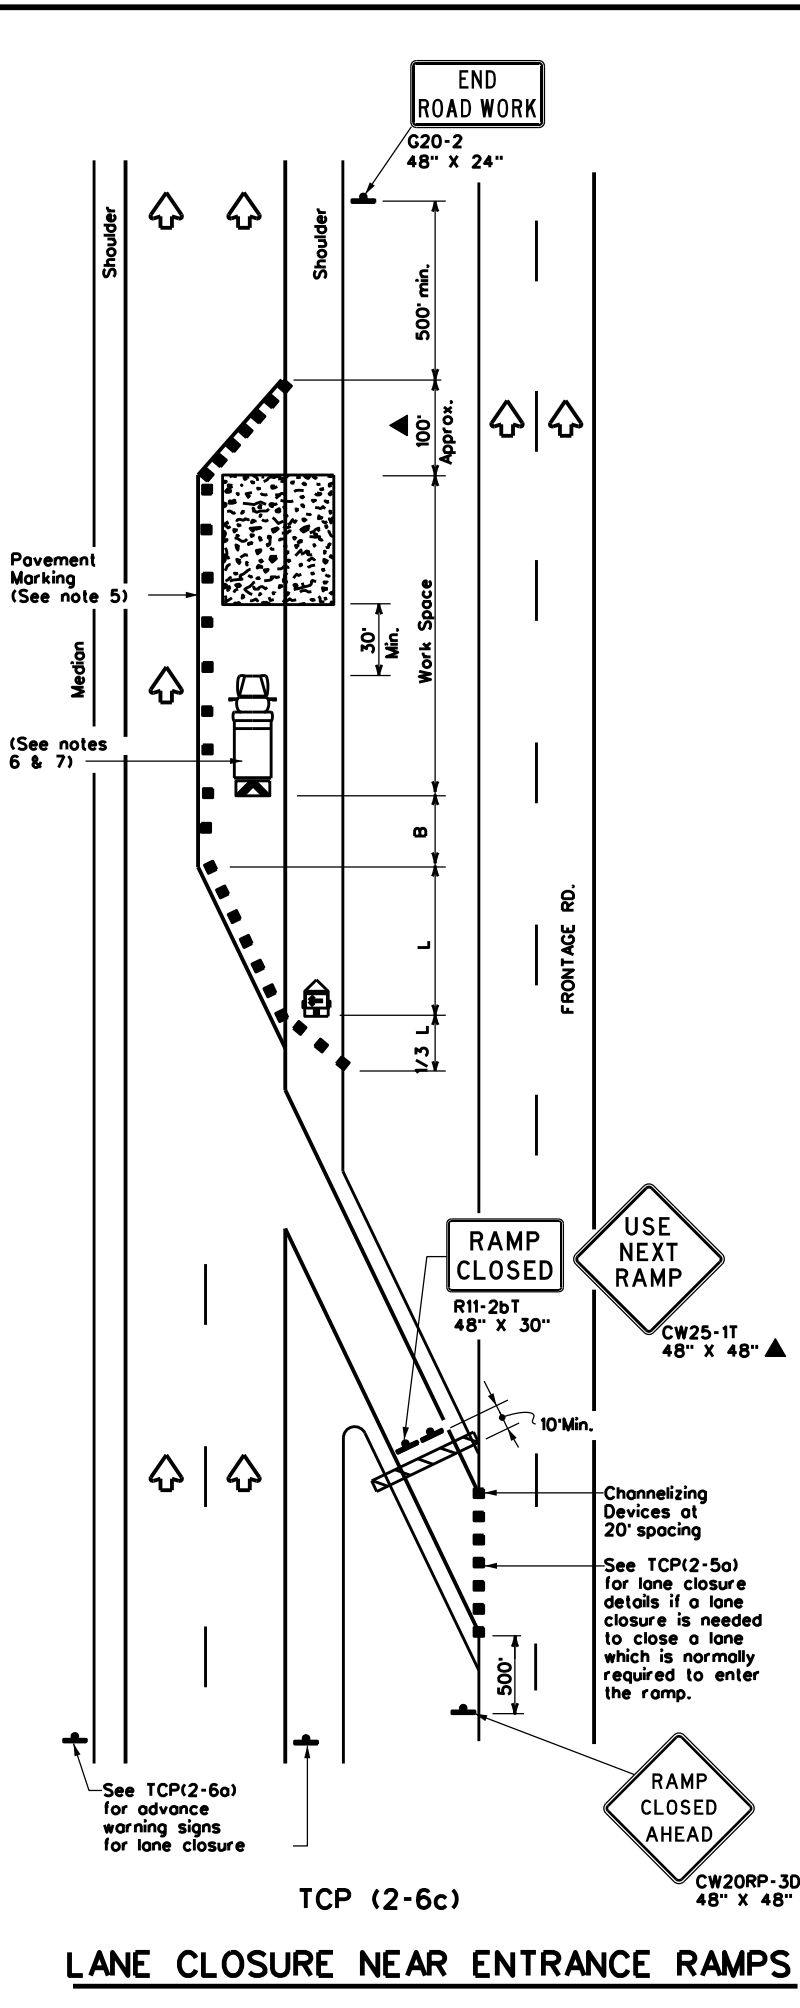 END
ROAD WORK
G20-2
48" X 24"
Shoulder
Shoulder
500' min.
100'
Approx.
Pavement
Marking
(See note 5)
30'
Min.
Work Space
Median
(See notes
6 & 7)
B
L
FRONTAGE RD.
1/3 L
RAMP
CLOSED
R11-2bT
48" X 30"
USE
NEXT
RAMP
CW25-1T
48" X 48"
10'Min.
Channelizing
Devices at
20' spacing
See TCP(2-5a)
for lane closure
details if a lane
closure is needed
to close a lane
which is normally
required to enter
the ramp.
500'
See TCP(2-6a)
for advance
warning signs
for lane closure
RAMP
CLOSED
AHEAD
CW20RP-3D
48" X 48"
TCP (2-6c)
LANE CLOSURE NEAR ENTRANCE RAMPS